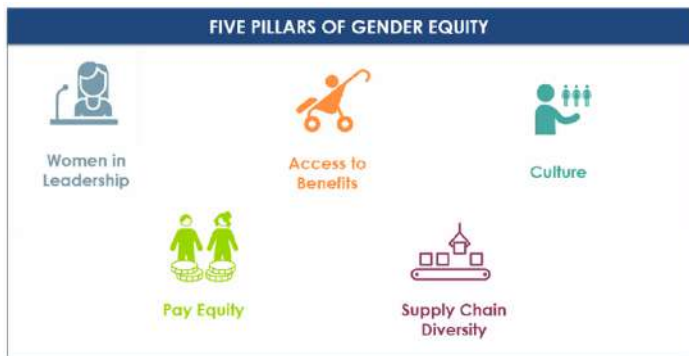 FIVE PILLARS OF GENDER EQUITY
Women in
Leadership
Access to
Benefits
Culture
Pay Equity
Supply Chain
Diversity